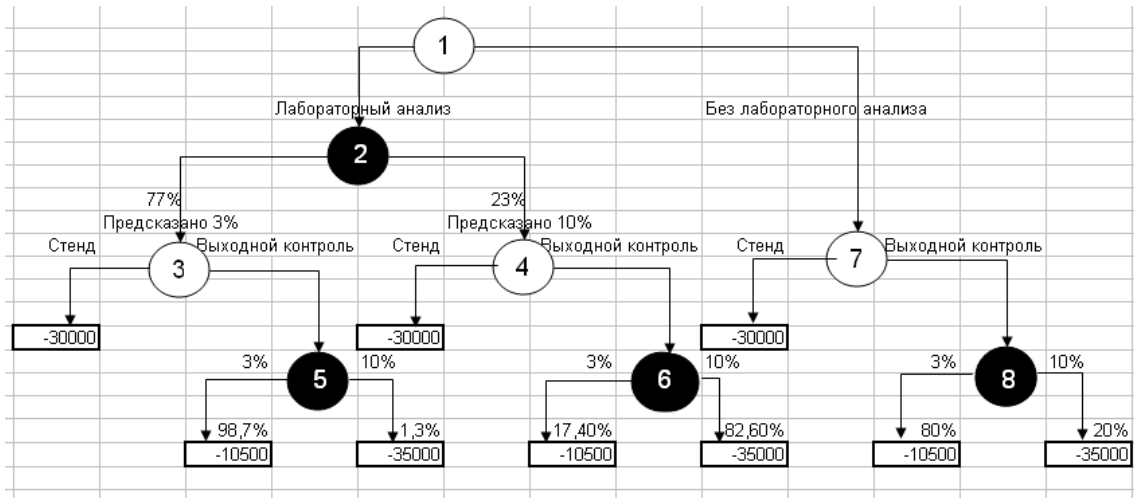 1
Лабораторный анализ Без лабораторного анализа
2
77% 23%
Предсказано 3% Предсказано 10%
Стенд Выходной контроль Стенд Выходной контроль Стенд Выходной контроль
3 4 7
-30000 -30000 -30000
3% 10% 3% 10% 3% 10%
5 6 8
98,7% 1,3% 17,40% 82,60% 80% 20%
-10500 -35000 -10500 -35000 -10500 -35000